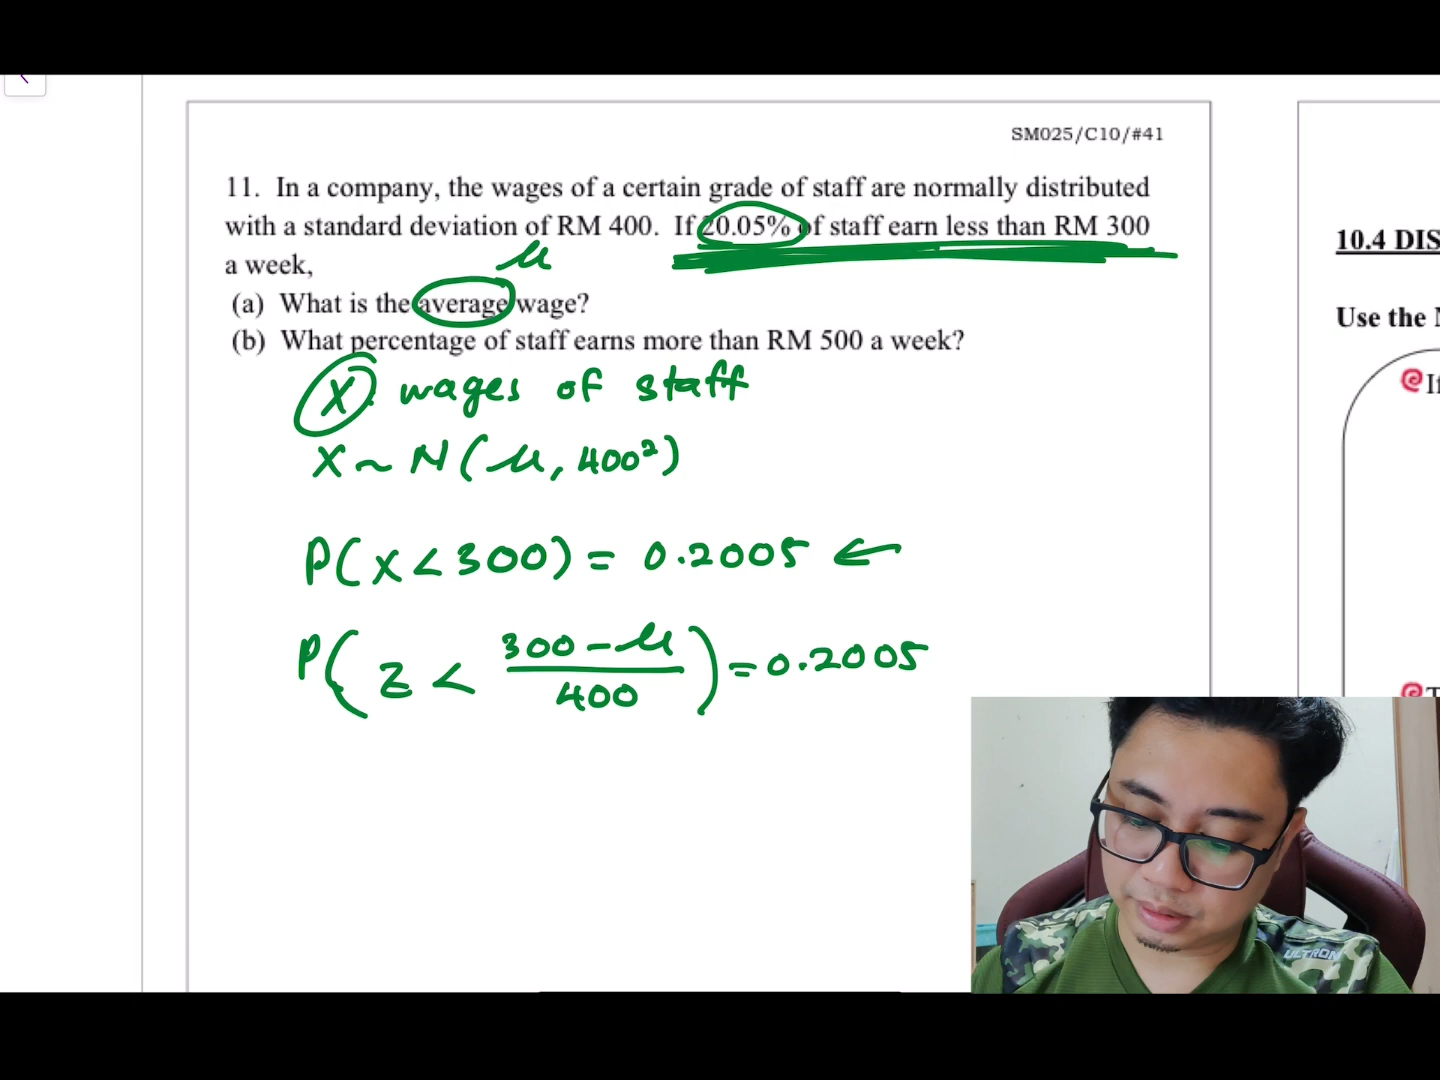 SM025/C10/#41
11. In a company, the wages of a certain grade of staff are normally distributed
with a standard deviation of RM 400. If 20.05% of staff earn less than RM 300
a week,
μ
(a) What is the average wage?
(b) What percentage of staff earns more than RM 500 a week?
X: wages of staff
X ~ N(μ, 400²)
P(X < 300) = 0.2005 ←
P(Z < (300 - μ)/400) = 0.2005
10.4 DIS
Use the
If
ULTRON